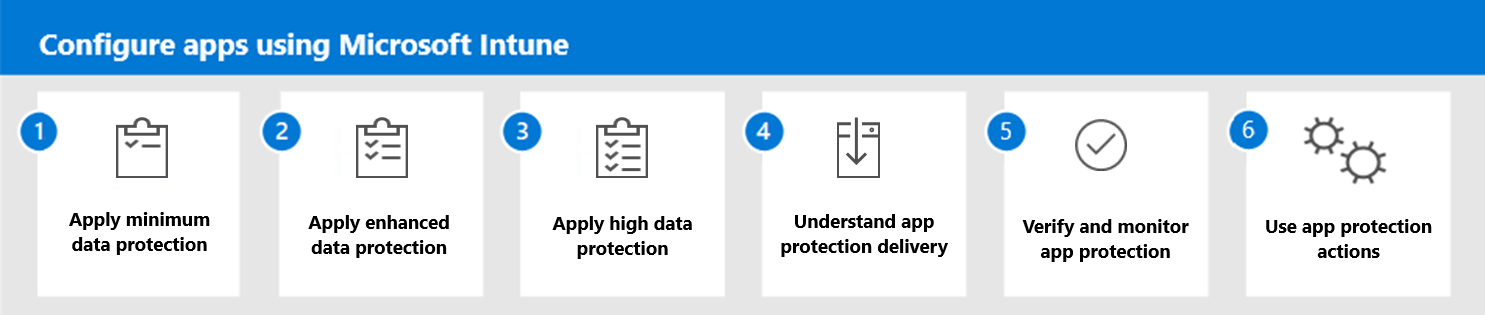 Configure apps using Microsoft Intune
1
Apply minimum
data protection
2
Apply enhanced
data protection
3
Apply high data
protection
4
Understand app
protection delivery
5
Verify and monitor
app protection
6
Use app protection
actions